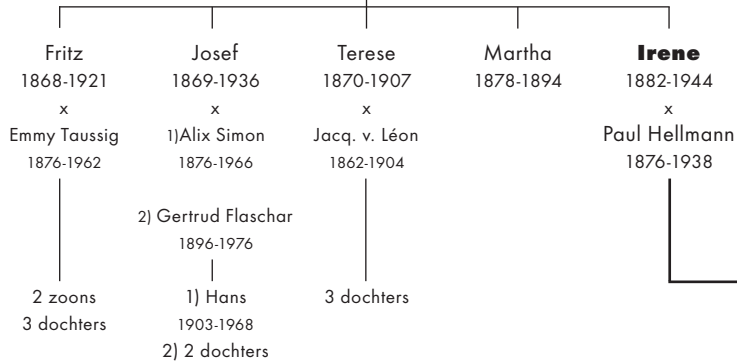 Fritz
1868-1921
x
Emmy Taussig
1876-1962
2 zoons
3 dochters
Josef
1869-1936
x
1)Alix Simon
1876-1966
2) Gertrud Flaschar
1896-1976
1) Hans
1903-1968
2) 2 dochters
Terese
1870-1907
x
Jacq. v. Léon
1862-1904
3 dochters
Martha
1878-1894
Irene
1882-1944
x
Paul Hellmann
1876-1938